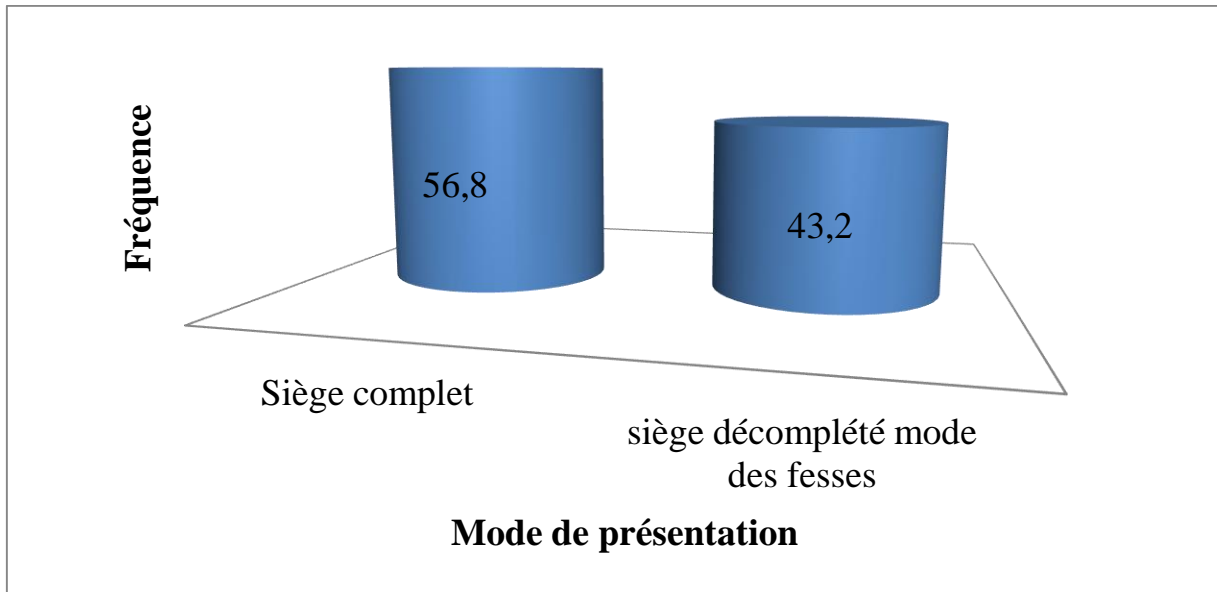 Fréquence
56,8
43,2
Siège complet
siège décomplété mode
des fesses
Mode de présentation